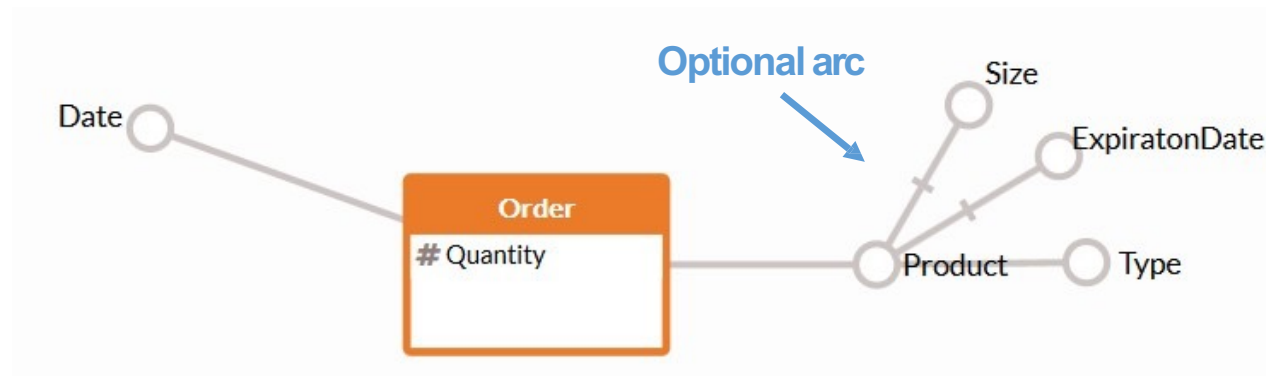 Optional arc
Size
Date
ExpiratonDate
Order
# Quantity
Product
Type